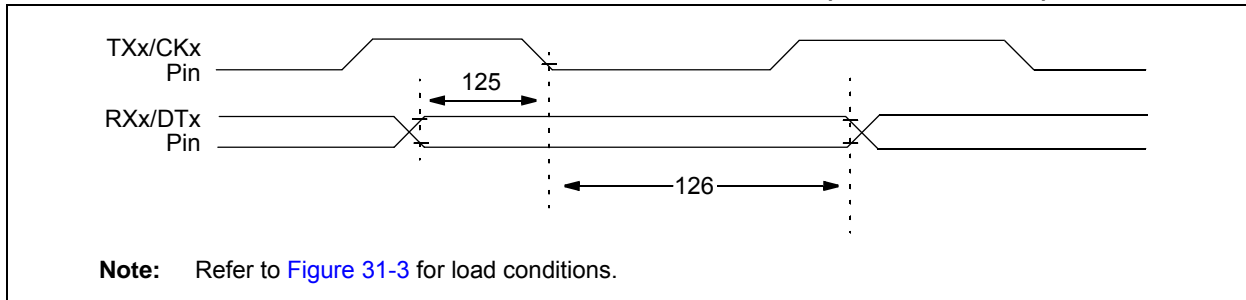 TXx/CKx
Pin
125
RXx/DTx
Pin
126
Note: Refer to Figure 31-3 for load conditions.